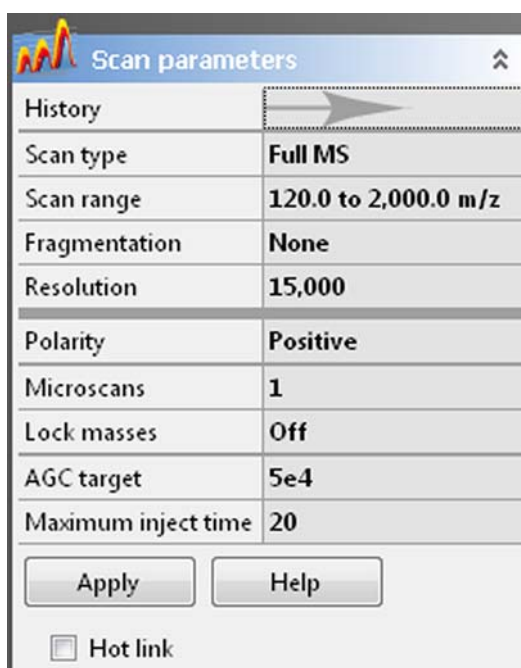 Scan parameters
History
Scan type Full MS
Scan range 120.0 to 2,000.0 m/z
Fragmentation None
Resolution 15,000
Polarity Positive
Microscans 1
Lock masses Off
AGC target 5e4
Maximum inject time 20
Apply Help
Hot link